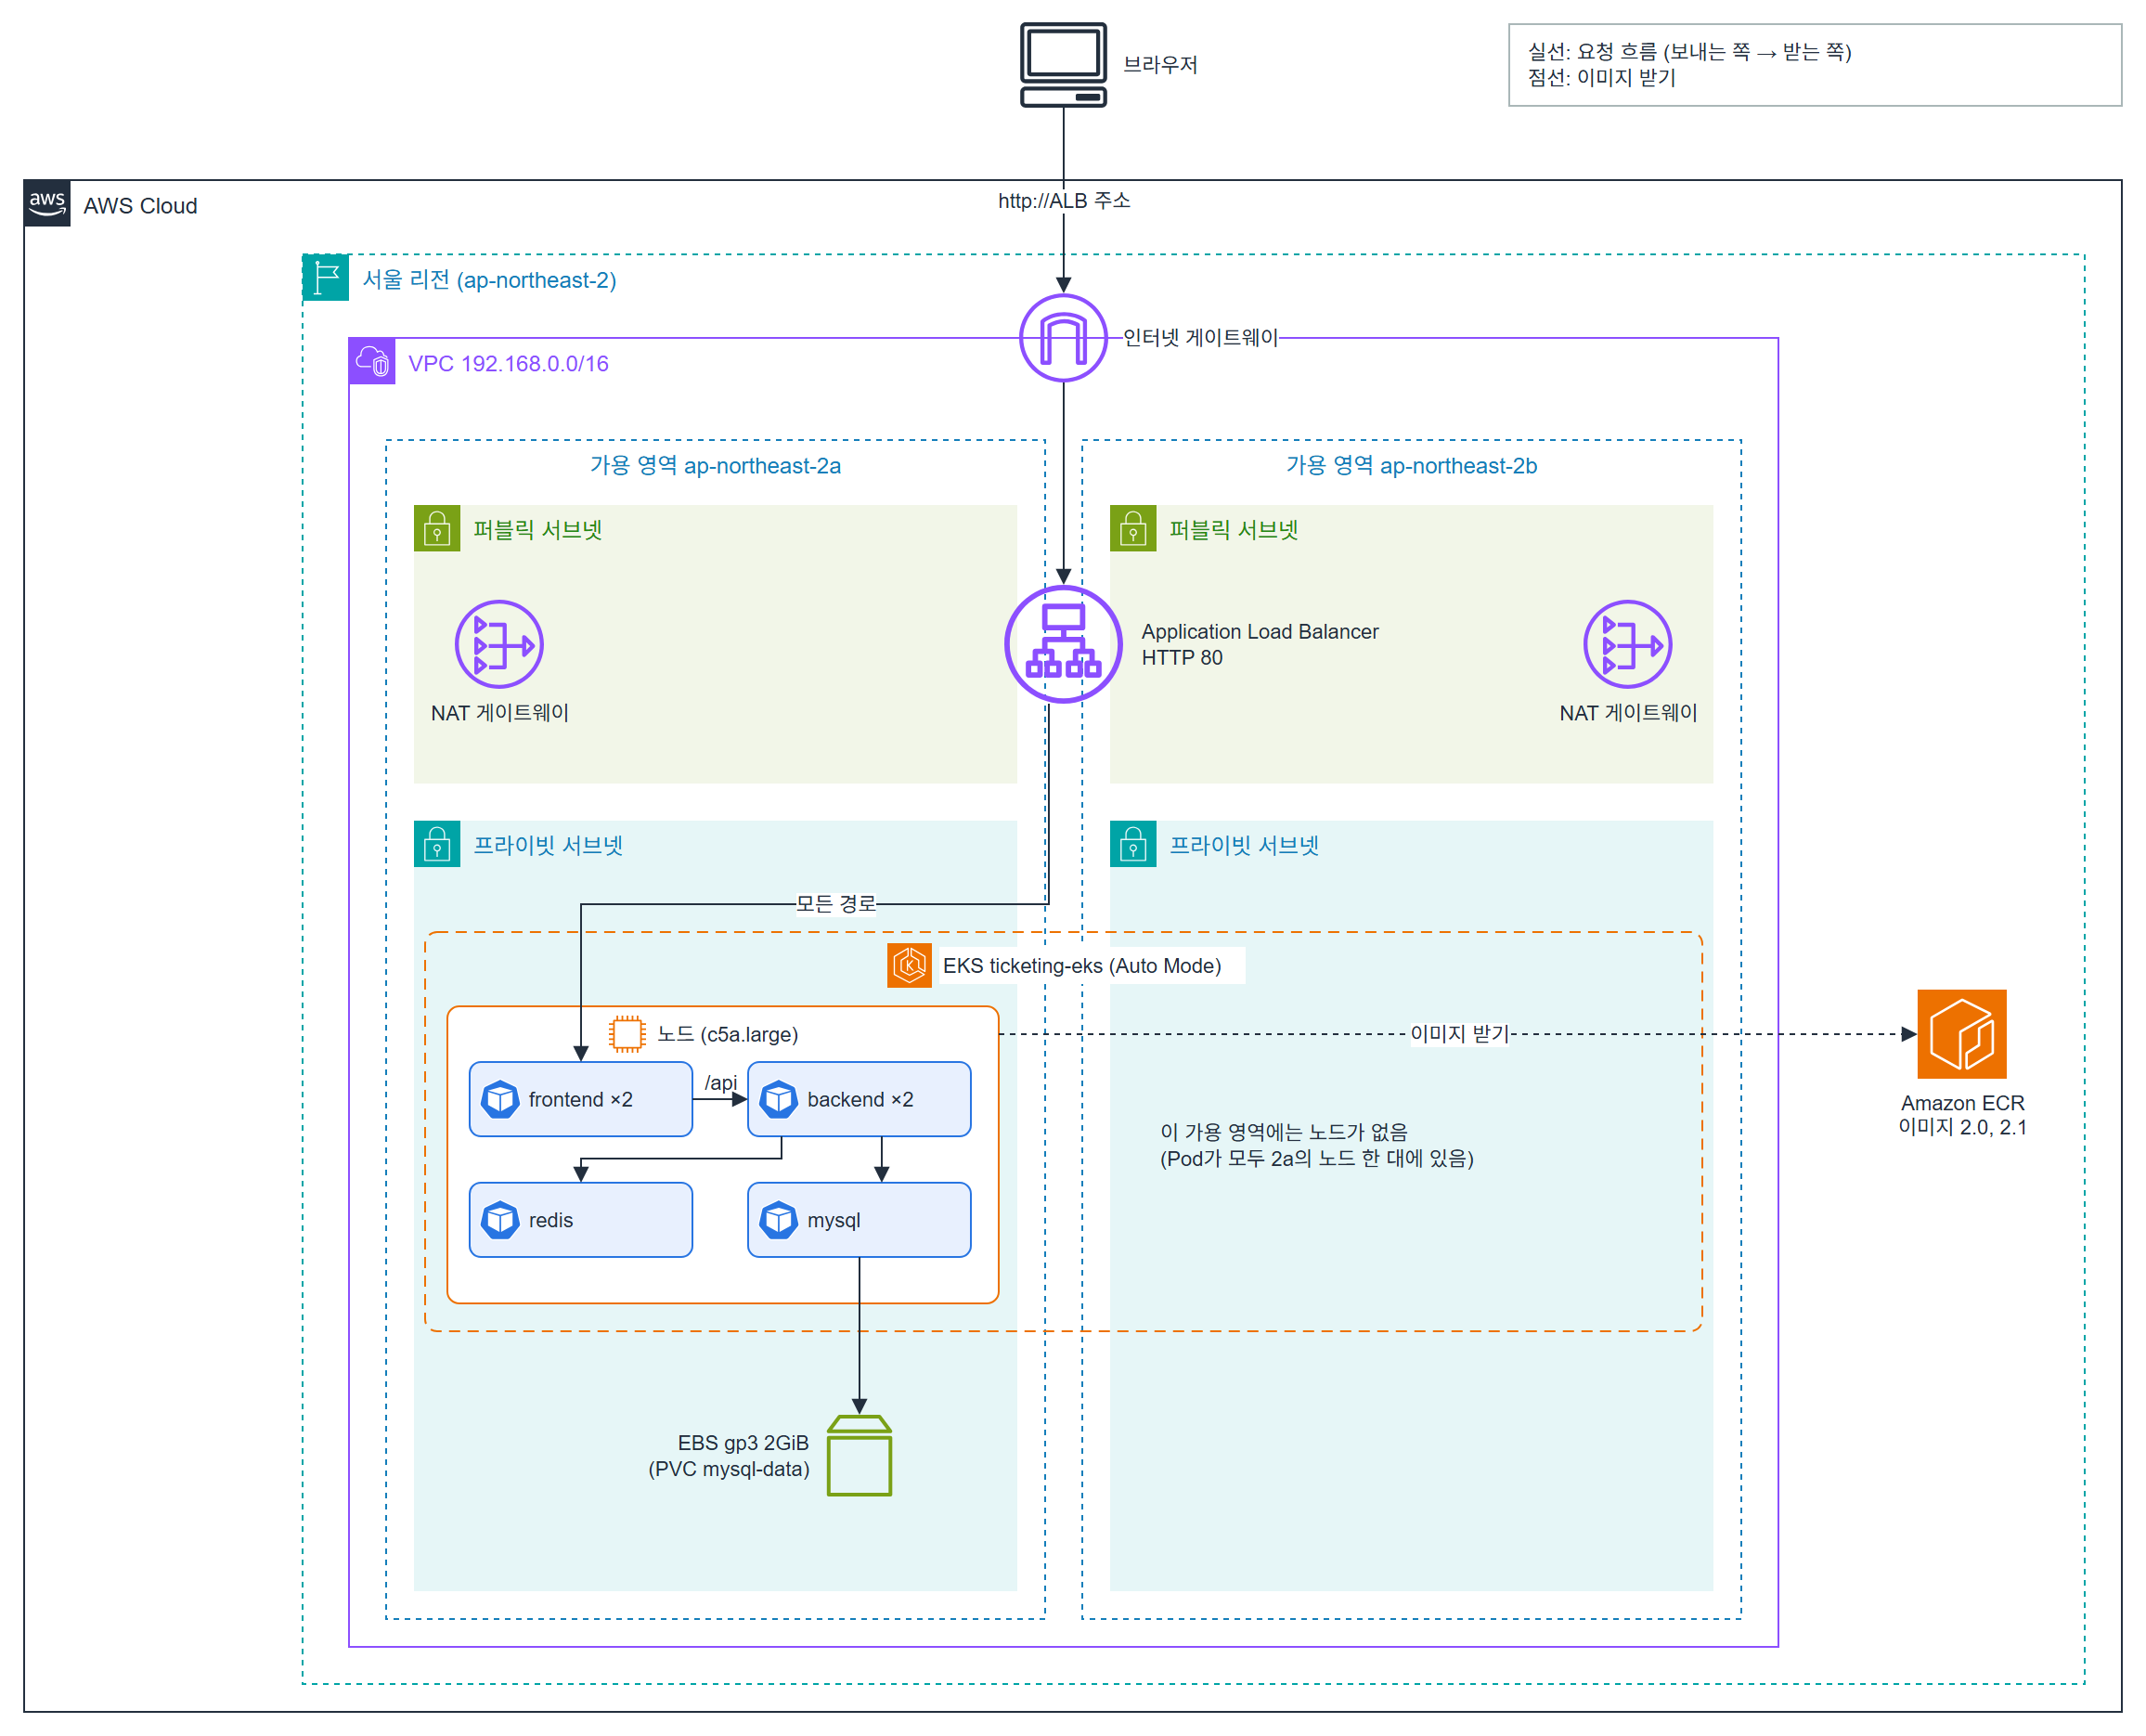 브라우저
실선: 요청 흐름 (보내는 쪽 → 받는 쪽)
점선: 이미지 받기
aws
AWS Cloud
http://ALB 주소
서울 리전 (ap-northeast-2)
인터넷 게이트웨이
VPC 192.168.0.0/16
가용 영역 ap-northeast-2a
가용 영역 ap-northeast-2b
퍼블릭 서브넷
퍼블릭 서브넷
Application Load Balancer
HTTP 80
NAT 게이트웨이
NAT 게이트웨이
프라이빗 서브넷
프라이빗 서브넷
모든 경로
K
EKS ticketing-eks (Auto Mode)
노드 (c5a.large)
이미지 받기
frontend ×2
/api
backend ×2
Amazon ECR
이미지 2.0, 2.1
이 가용 영역에는 노드가 없음
(Pod가 모두 2a의 노드 한 대에 있음)
redis
mysql
EBS gp3 2GiB
(PVC mysql-data)